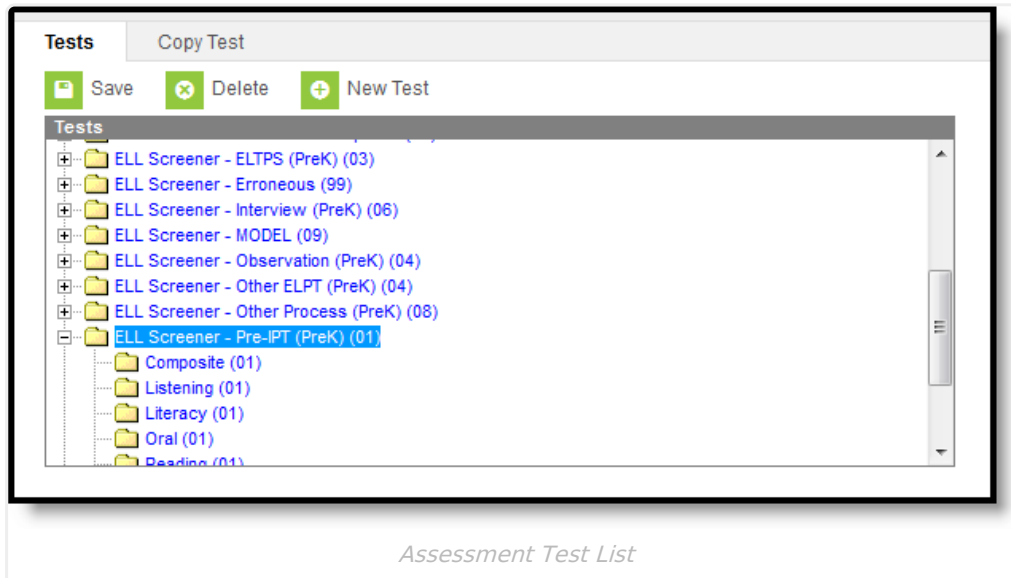 Tests Copy Test
Save Delete New Test
Tests
ELL Screener - ELTPS (PreK) (03)
ELL Screener - Erroneous (99)
ELL Screener - Interview (PreK) (06)
ELL Screener - MODEL (09)
ELL Screener - Observation (PreK) (04)
ELL Screener - Other ELPT (PreK) (04)
ELL Screener - Other Process (PreK) (08)
ELL Screener - Pre-IPT (PreK) (01)
Composite (01)
Listening (01)
Literacy (01)
Oral (01)
Reading (01)
Assessment Test List